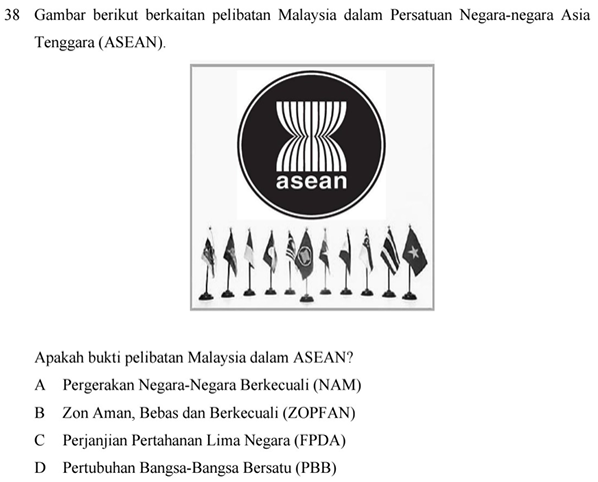 38 Gambar berikut berkaitan pelibatan Malaysia dalam Persatuan Negara-negara Asia
Tenggara (ASEAN).
asean
Apakah bukti pelibatan Malaysia dalam ASEAN?
A Pergerakan Negara-Negara Berkecuali (NAM)
B Zon Aman, Bebas dan Berkecuali (ZOPFAN)
C Perjanjian Pertahanan Lima Negara (FPDA)
D Pertubuhan Bangsa-Bangsa Bersatu (PBB)